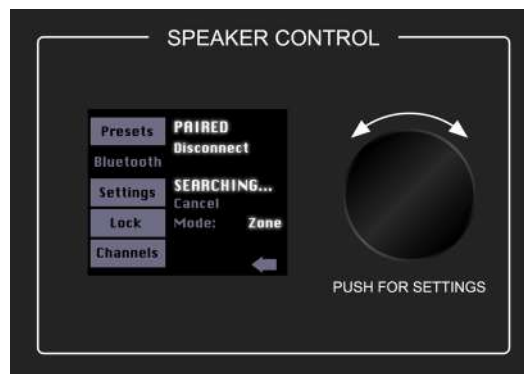 SPEAKER CONTROL
Presets
Bluetooth
Settings
Lock
Channels
PAIRED
Disconnect
SEARCHING...
Cancel
Mode: Zone
PUSH FOR SETTINGS